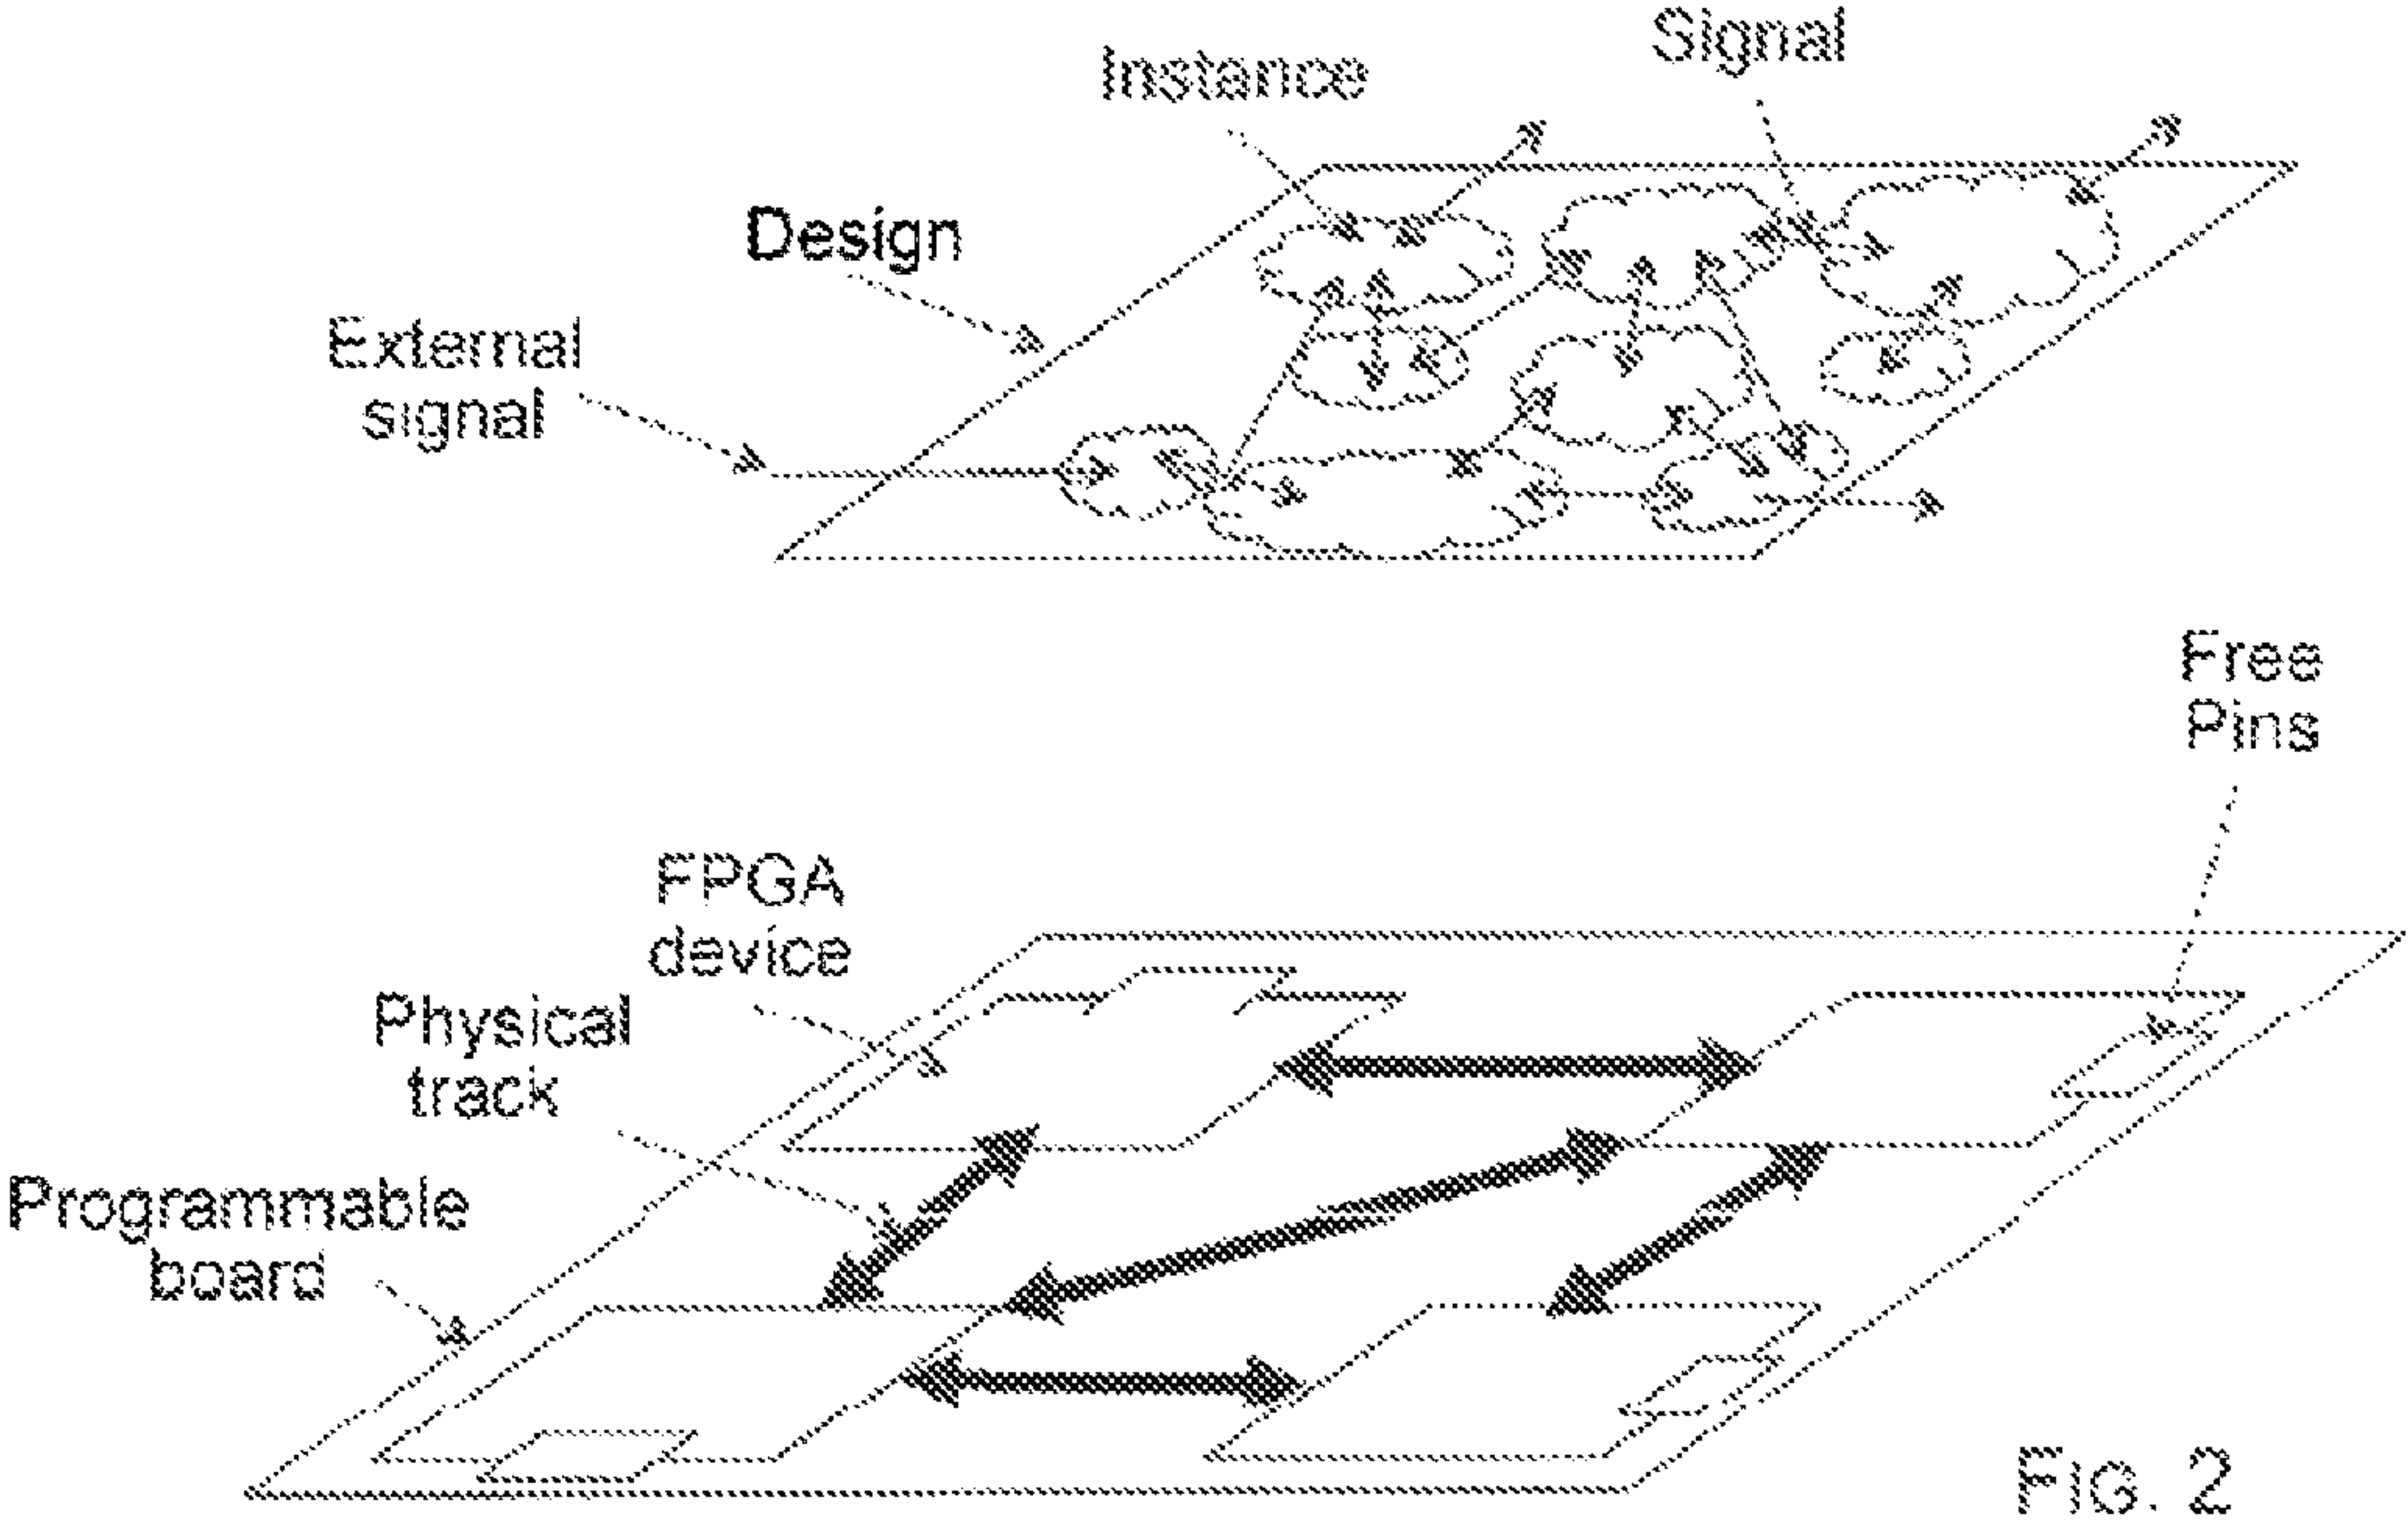 Signal
Instance
Design
External
signal
Free
Pins
FPGA
device
Physical
track
Programmable
board
FIG. 2